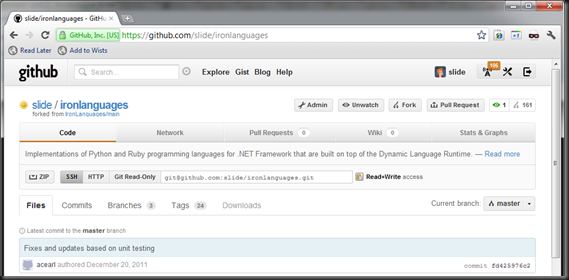 slide/ironlanguages - GitHu
GitHub, Inc. [US] https://github.com/slide/ironlanguages
Read Later Add to Wists
github Search... Explore Gist Blog Help slide
slide / ironlanguages Admin Unwatch Fork Pull Request 1 161
forked from IronLanguages/main
Code Network Pull Requests 0 Wiki 0 Stats & Graphs
Implementations of Python and Ruby programming languages for .NET Framework that are built on top of the Dynamic Language Runtime. — Read more
ZIP SSH HTTP Git Read-Only git@github.com:slide/ironlanguages.git Read+Write access
Files Commits Branches 3 Tags 24 Downloads Current branch: master
Latest commit to the master branch
Fixes and updates based on unit testing
acearl authored December 20, 2011 commit fd425976c2